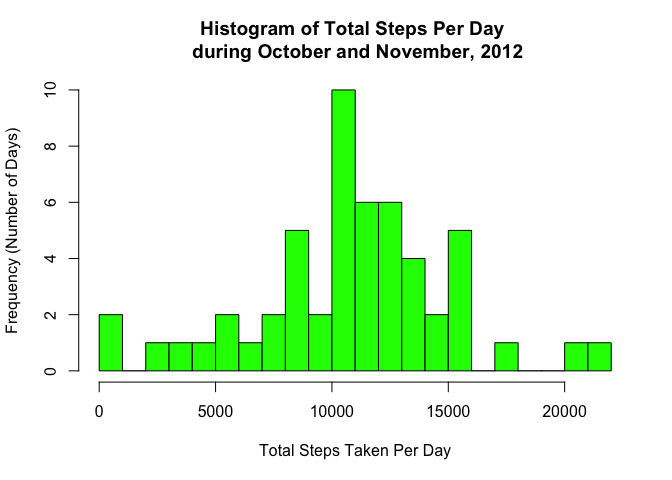 Histogram of Total Steps Per Day
during October and November, 2012
Frequency (Number of Days)
10
8
6
4
2
0
0 5000 10000 15000 20000
Total Steps Taken Per Day